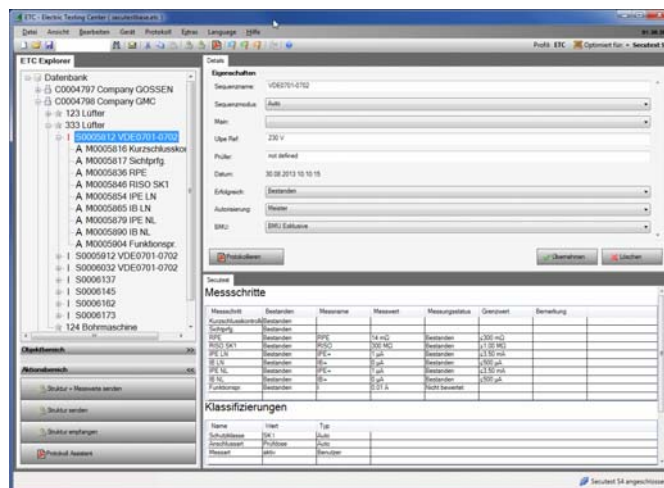 ETC - Electric Testing Center ( secutestbase.etc )
Datei Ansicht Bearbeiten Gerät Protokoll Extras Language Hilfe
Profil: ETC Optimiert für: Secutest
ETC Explorer
Datenbank
C0004797 Company GOSSEN
C0004798 Company GMC
123 Lüfter
333 Lüfter
S0005812 VDE0701-0702
A M0005816 Kurzschlusskon
A M0005817 Sichtprfg.
A M0005836 RPE
A M0005846 RISO SK1
A M0005854 IPE LN
A M0005865 IB LN
A M0005879 IPE NL
A M0005890 IB NL
A M0005904 Funktionspr.
S0005912 VDE0701-0702
S0006032 VDE0701-0702
S0006137
S0006145
S0006162
S0006173
124 Bohrmaschine
Objektbereich
Aktionsbereich
Struktur + Messwerte senden
Struktur senden
Struktur empfangen
Protokoll Assistent
Details
Eigenschaften
Sequenzname: VDE0701-0702
Sequenzmodus: Auto
Main:
Ulpe Ref: 230 V
Prüfer: not defined
Datum: 30.08.2013 10:10:15
Erfolgreich: Bestanden
Autorisierung: Meister
BMU: BMU Exklusive
Protokollieren Übernehmen Löschen
Secutest
Messschritte
Messschritt Bestanden Messname Messwert Messungsstatus Grenzwert Bemerkung
Kurzschlusskontrolle Bestanden
Sichtprfg. Bestanden
RPE Bestanden RPE 14 mΩ Bestanden ≤300 mΩ
RISO SK1 Bestanden RISO 300 MΩ Bestanden ≥1.00 MΩ
IPE LN Bestanden IPE≈ 1 µA Bestanden ≤3.50 mA
IB LN Bestanden IB≈ 0 µA Bestanden ≤500 µA
IPE NL Bestanden IPE≈ 1 µA Bestanden ≤3.50 mA
IB NL Bestanden IB≈ 0 µA Bestanden ≤500 µA
Funktionspr. Bestanden 0.01 A Nicht bewertet
Klassifizierungen
Name Wert Typ
Schutzklasse SK1 Auto
Anschlussart Prüfdose Auto
Messart aktiv Benutzer
Secutest S4 angeschlossen